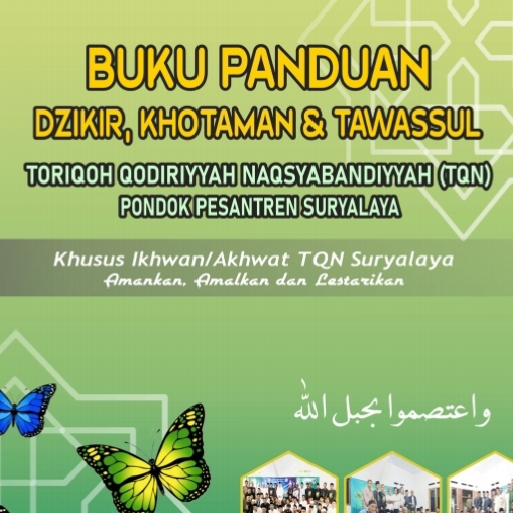 BUKU PANDUAN
DZIKIR, KHOTAMAN & TAWASSUL
TORIQOH QODIRIYYAH NAQSYABANDIYYAH (TQN)
PONDOK PESANTREN SURYALAYA
Khusus Ikhwan/Akhwat TQN Suryalaya
Amankan, Amalkan dan Lestarikan
واعتصموا بحبل الله